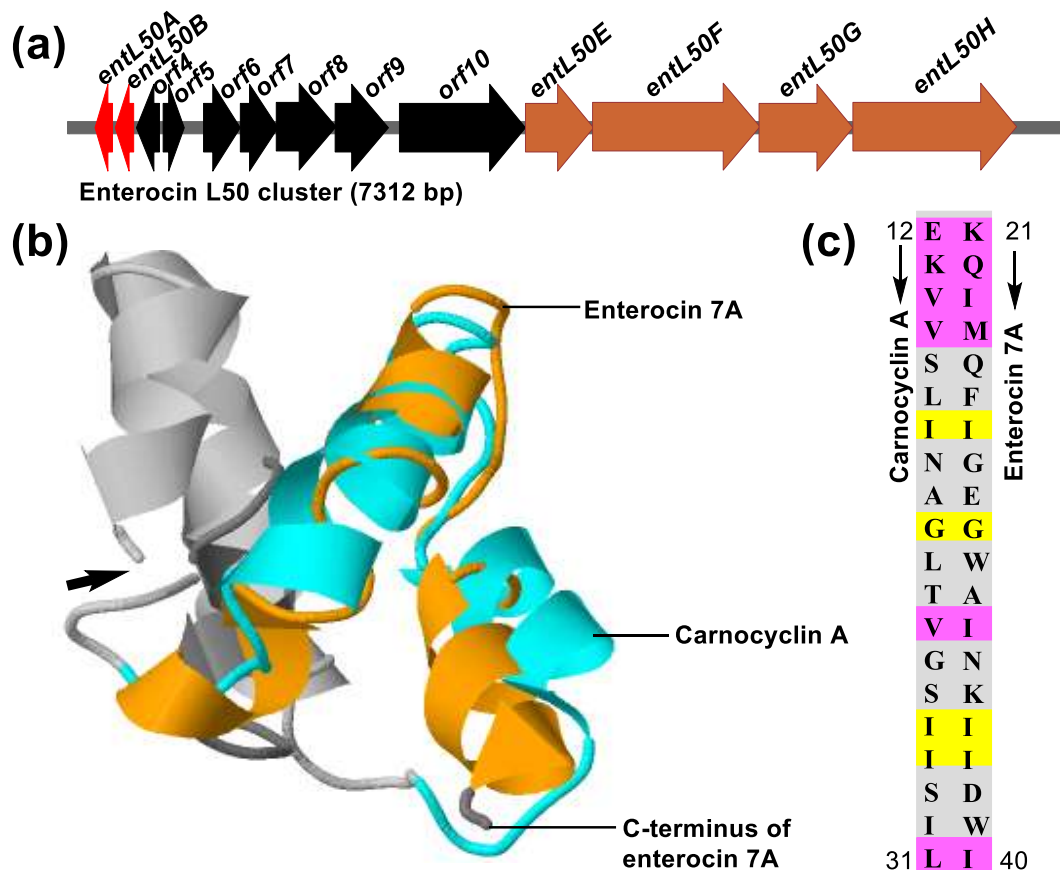 (a)
entL50A
entL50B
orf4
orf5
orf6
orf7
orf8
orf9
orf10
entL50E
entL50F
entL50G
entL50H
Enterocin L50 cluster (7312 bp)
(b)
Enterocin 7A
Carnocyclin A
C-terminus of
enterocin 7A
(c)
12 E K 21
K Q
V I
V M
S Q
L F
I I
N G
A E
G G
L W
T A
V I
G N
S K
I I
I I
S D
I W
31 L I 40
Carnocyclin A
Enterocin 7A